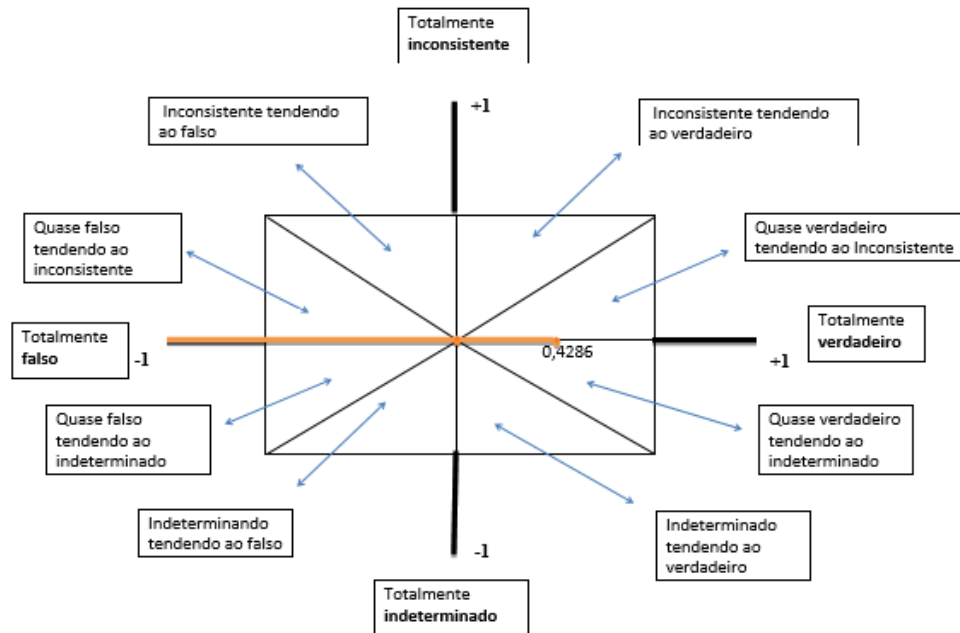 Totalmente
inconsistente
+1
Inconsistente tendendo
ao falso
Inconsistente tendendo
ao verdadeiro
Quase falso
tendendo ao
inconsistente
Quase verdadeiro
tendendo ao Inconsistente
Totalmente
falso
-1
0,4286
+1
Totalmente
verdadeiro
Quase falso
tendendo ao
indeterminado
Quase verdadeiro
tendendo ao
indeterminado
Indeterminando
tendendo ao falso
-1
Indeterminado
tendendo ao
verdadeiro
Totalmente
indeterminado